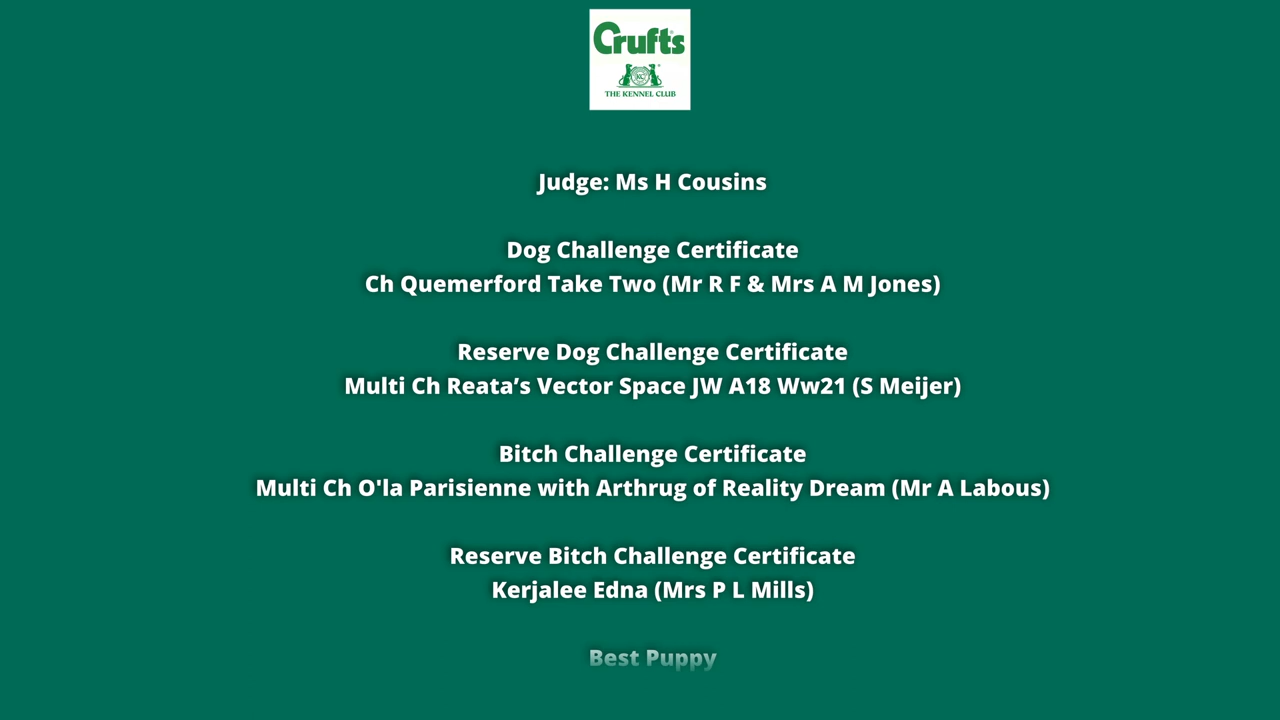 Crufts
KC
THE KENNEL CLUB
Judge: Ms H Cousins
Dog Challenge Certificate
Ch Quemerford Take Two (Mr R F & Mrs A M Jones)
Reserve Dog Challenge Certificate
Multi Ch Reata’s Vector Space JW A18 Ww21 (S Meijer)
Bitch Challenge Certificate
Multi Ch O'la Parisienne with Arthrug of Reality Dream (Mr A Labous)
Reserve Bitch Challenge Certificate
Kerjalee Edna (Mrs P L Mills)
Best Puppy